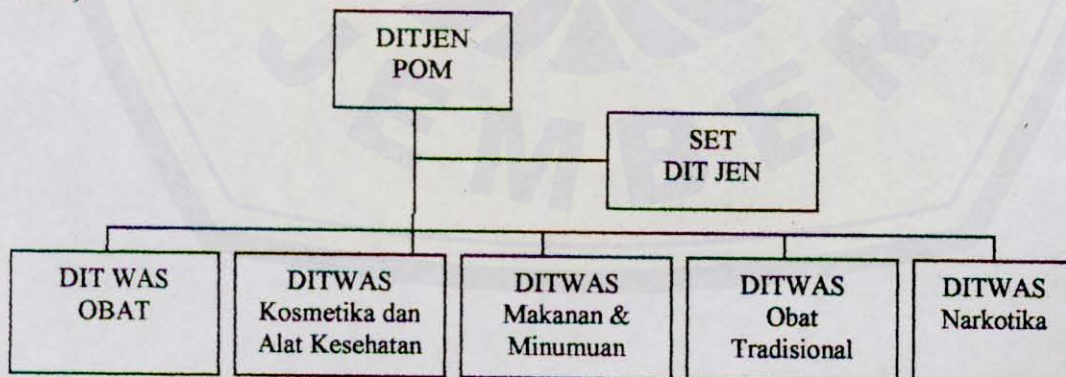 DITJEN
POM
SET
DIT JEN
DIT WAS
OBAT
DITWAS
Kosmetika dan
Alat Kesehatan
DITWAS
Makanan &
Minumuan
DITWAS
Obat
Tradisional
DITWAS
Narkotika
JEMBER